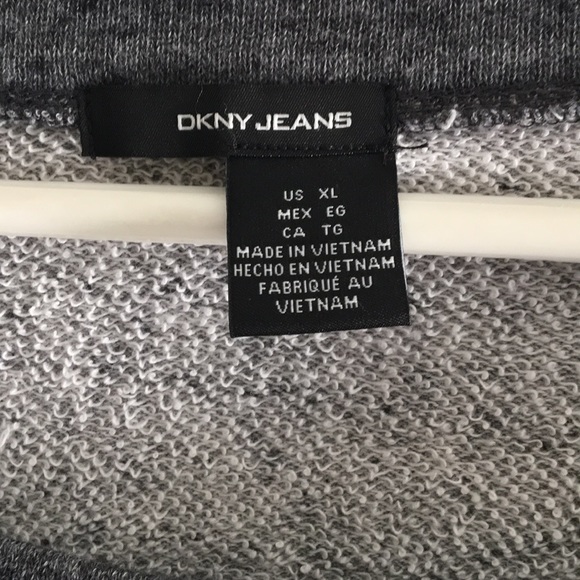 DKNY JEANS
US XL
MEX EG
CA TG
MADE IN VIETNAM
HECHO EN VIETNAM
FABRIQUÉ AU
VIETNAM